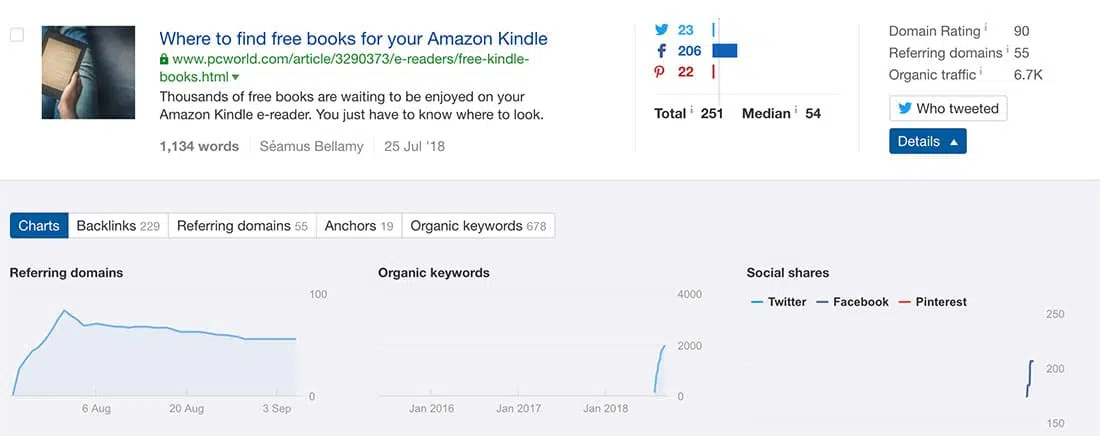 Where to find free books for your Amazon Kindle
www.pcworld.com/article/3290373/e-readers/free-kindle-
books.html
Thousands of free books are waiting to be enjoyed on your
Amazon Kindle e-reader. You just have to know where to look.
1,134 words Séamus Bellamy 25 Jul '18
23
206
22
Total i 251 Median i 54
Domain Rating i 90
Referring domains i 55
Organic traffic i 6.7K
Who tweeted
Details
Charts Backlinks 229 Referring domains 55 Anchors 19 Organic keywords 678
Referring domains
100
0
6 Aug 20 Aug 3 Sep
Organic keywords
4000
2000
0
Jan 2016 Jan 2017 Jan 2018
Social shares
Twitter Facebook Pinterest
250
200
150